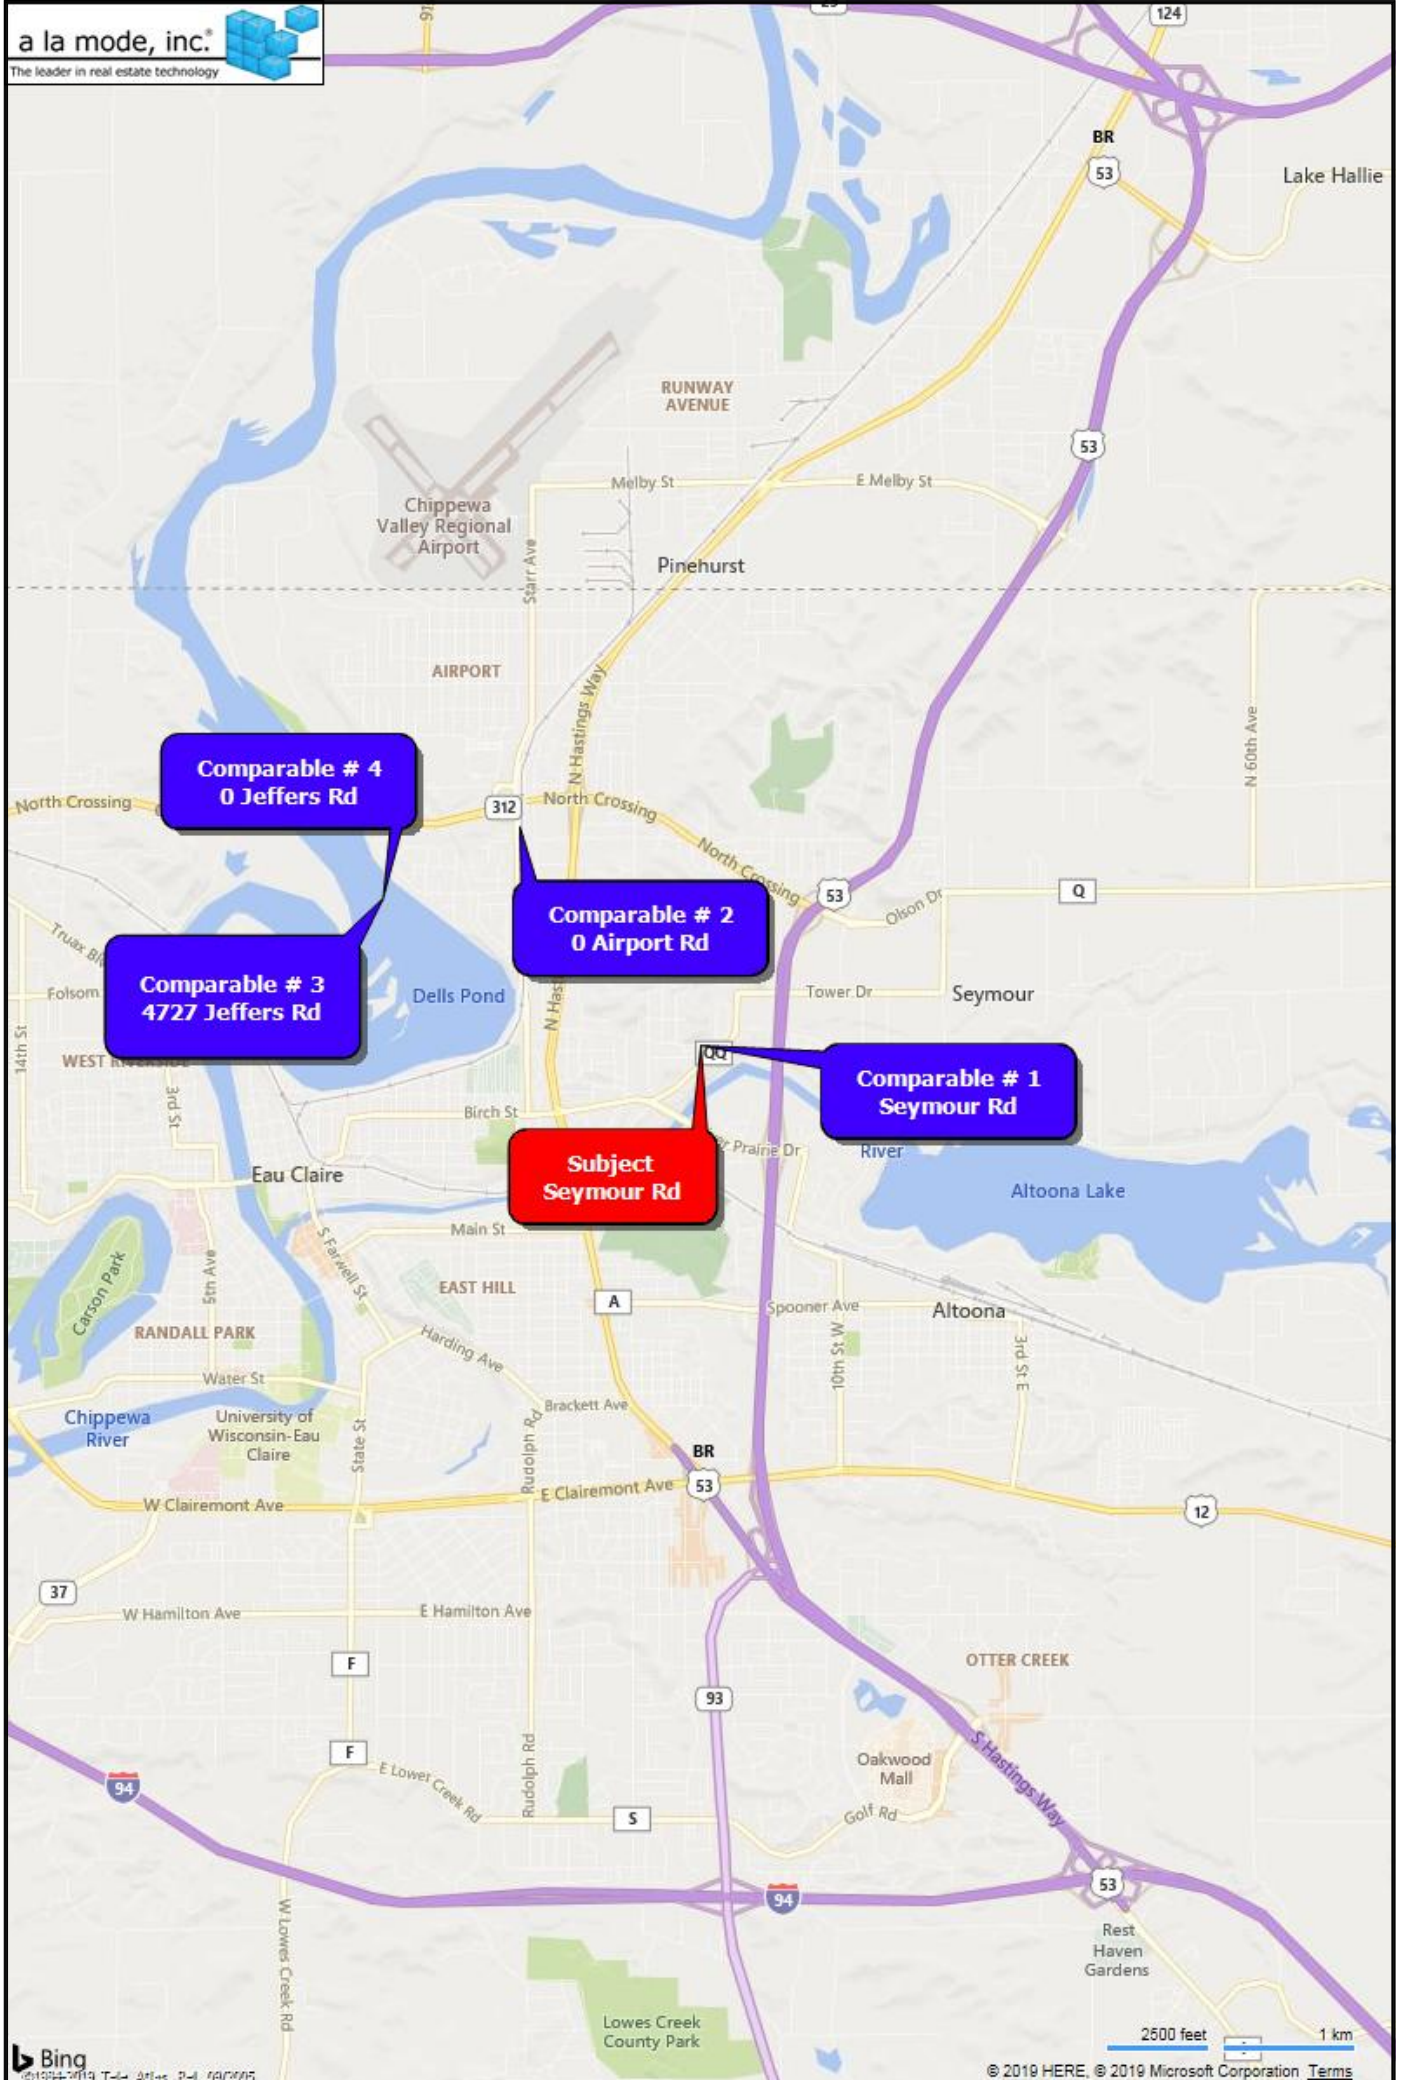 a la mode, inc.®
The leader in real estate technology
124
BR
53
Lake Hallie
RUNWAY
AVENUE
53
Melby St
E Melby St
Chippewa
Valley Regional
Airport
Starr Ave
Pinehurst
AIRPORT
N Hastings Way
N 60th Ave
Comparable # 4
0 Jeffers Rd
North Crossing
312
North Crossing
North Crossing
53
Olson Dr
Q
Comparable # 2
0 Airport Rd
Truax
Comparable # 3
4727 Jeffers Rd
Folsom
Dells Pond
N Hast
Tower Dr
Seymour
14th St
WEST RIVERSIDE
QQ
Comparable # 1
Seymour Rd
3rd St
Birch St
Prairie Dr
River
Subject
Seymour Rd
Eau Claire
Altoona Lake
Main St
S Farwell St
Carson Park
5th Ave
EAST HILL
A
Spooner Ave
Altoona
RANDALL PARK
Harding Ave
10th St W
3rd St E
Water St
Brackett Ave
Chippewa
River
University of
Wisconsin-Eau
Claire
State St
Rudolph Rd
BR
53
E Clairemont Ave
W Clairemont Ave
12
37
W Hamilton Ave
E Hamilton Ave
F
OTTER CREEK
93
F
Rudolph Rd
Oakwood
Mall
S Hastings Way
94
E Lower Creek Rd
S
Golf Rd
53
94
W Lowes Creek Rd
Rest
Haven
Gardens
Lowes Creek
County Park
2500 feet
1 km
Bing
© 2019 HERE, © 2019 Microsoft Corporation Terms